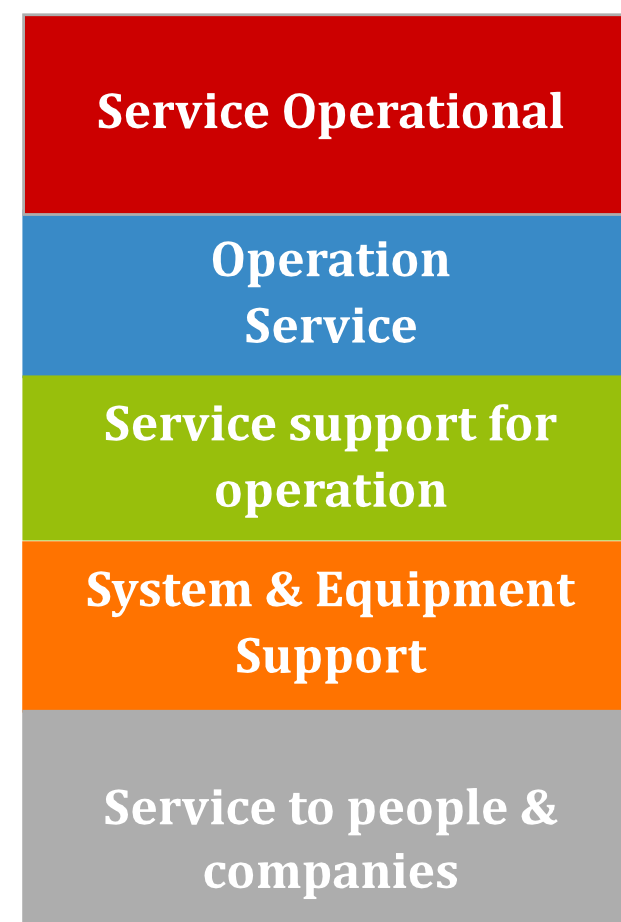 Service Operational
Operation
Service
Service support for
operation
System & Equipment
Support
Service to people &
companies